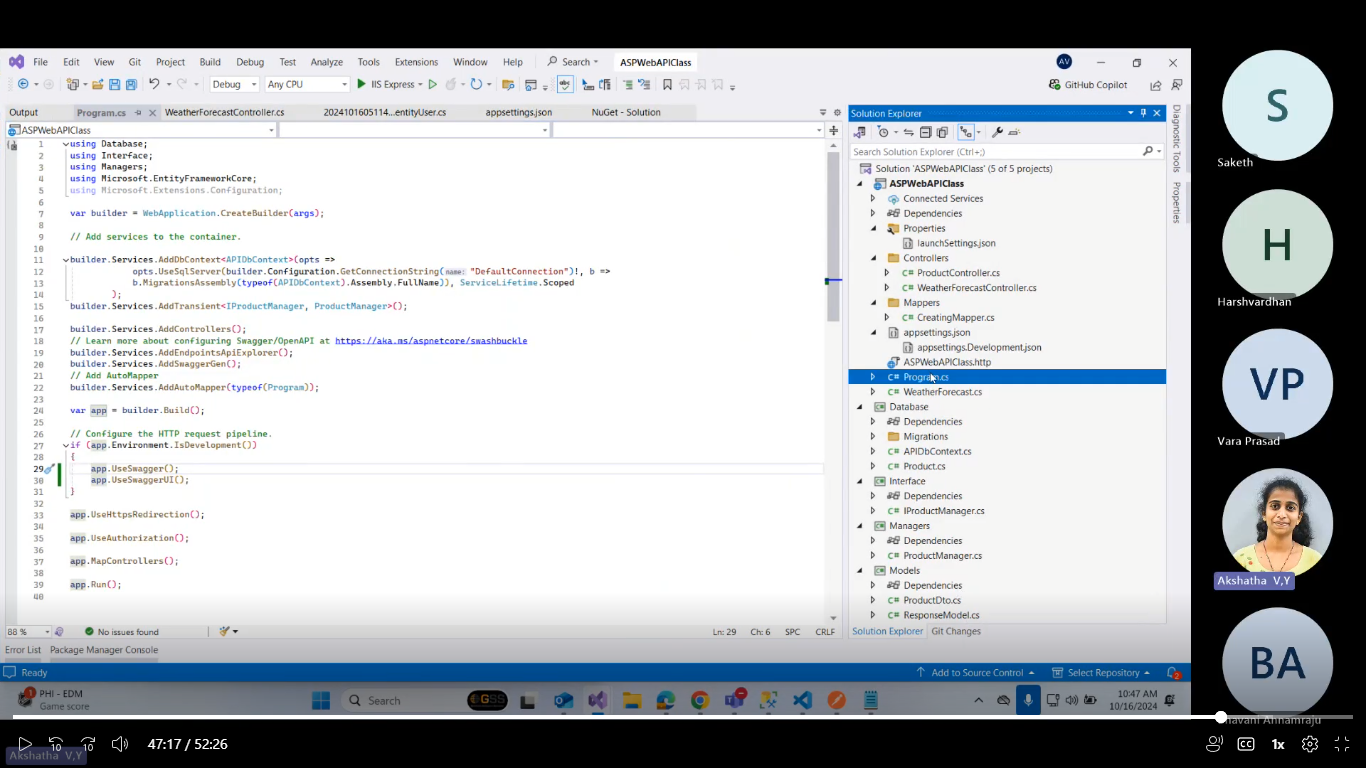 File Edit View Git Project Build Debug Test Analyze Tools Extensions Window Help Search ASPWebAPIClass AV
Debug Any CPU IIS Express GitHub Copilot
Output Program.cs WeatherForecastController.cs 2024101605114...entityUser.cs appsettings.json NuGet - Solution
ASPWebAPIClass
1 using Database;
2 using Interface;
3 using Managers;
4 using Microsoft.EntityFrameworkCore;
5 using Microsoft.Extensions.Configuration;
6
7 var builder = WebApplication.CreateBuilder(args);
8
9 // Add services to the container.
10
11 builder.Services.AddDbContext<APIDbContext>(opts =>
12 opts.UseSqlServer(builder.Configuration.GetConnectionString(name: "DefaultConnection")!, b =>
13 b.MigrationsAssembly(typeof(APIDbContext).Assembly.FullName)), ServiceLifetime.Scoped
14 );
15 builder.Services.AddTransient<IProductManager, ProductManager>();
16
17 builder.Services.AddControllers();
18 // Learn more about configuring Swagger/OpenAPI at https://aka.ms/aspnetcore/swashbuckle
19 builder.Services.AddEndpointsApiExplorer();
20 builder.Services.AddSwaggerGen();
21 // Add AutoMapper
22 builder.Services.AddAutoMapper(typeof(Program));
23
24 var app = builder.Build();
25
26 // Configure the HTTP request pipeline.
27 if (app.Environment.IsDevelopment())
28 {
29 app.UseSwagger();
30 app.UseSwaggerUI();
31 }
32
33 app.UseHttpsRedirection();
34
35 app.UseAuthorization();
36
37 app.MapControllers();
38
39 app.Run();
40
88 % No issues found Ln: 29 Ch: 6 SPC CRLF
Error List Package Manager Console
Ready Add to Source Control Select Repository 2
Solution Explorer
Search Solution Explorer (Ctrl+;)
Solution 'ASPWebAPIClass' (5 of 5 projects)
ASPWebAPIClass
Connected Services
Dependencies
Properties
launchSettings.json
Controllers
C# ProductController.cs
C# WeatherForecastController.cs
Mappers
C# CreatingMapper.cs
appsettings.json
appsettings.Development.json
ASPWebAPIClass.http
C# Program.cs
C# WeatherForecast.cs
Database
Dependencies
Migrations
C# APIDbContext.cs
C# Product.cs
Interface
Dependencies
C# IProductManager.cs
Managers
Dependencies
C# ProductManager.cs
Models
Dependencies
C# ProductDto.cs
C# ResponseModel.cs
Solution Explorer Git Changes
Diagnostic Tools
Properties
1 PHI - EDM
Game score
Search
GSS
10:47 AM
10/16/2024
S
Saketh
H
Harshvardhan
VP
Vara Prasad
Akshatha V,Y
BA
Annamraju
10 10 47:17 / 52:26 CC 1x
Akshatha V,Y